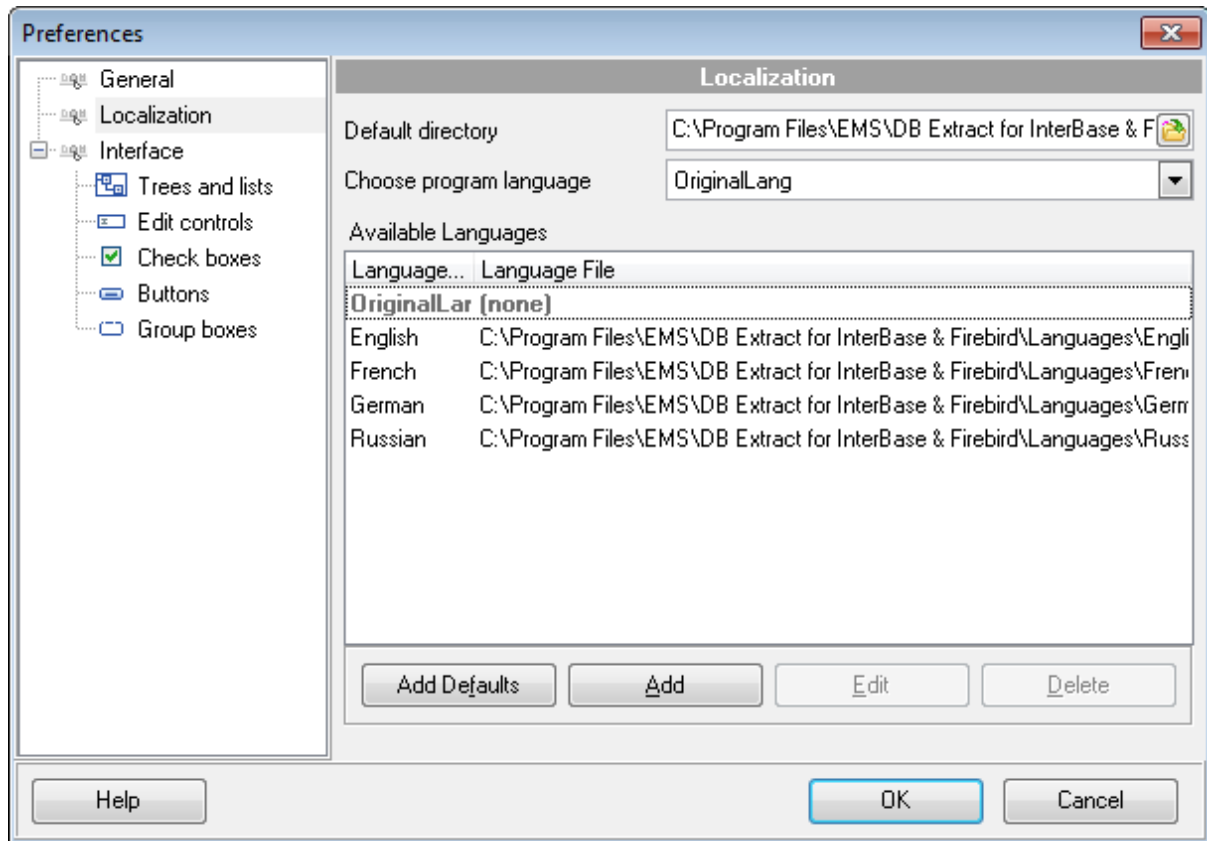 Preferences
General
Localization
Interface
Trees and lists
Edit controls
Check boxes
Buttons
Group boxes
Localization
Default directory C:\Program Files\EMS\DB Extract for InterBase & F
Choose program language OriginalLang
Available Languages
Language... Language File
OriginalLar (none)
English C:\Program Files\EMS\DB Extract for InterBase & Firebird\Languages\Engli
French C:\Program Files\EMS\DB Extract for InterBase & Firebird\Languages\Fren
German C:\Program Files\EMS\DB Extract for InterBase & Firebird\Languages\Germ
Russian C:\Program Files\EMS\DB Extract for InterBase & Firebird\Languages\Russ
Add Defaults Add Edit Delete
Help OK Cancel